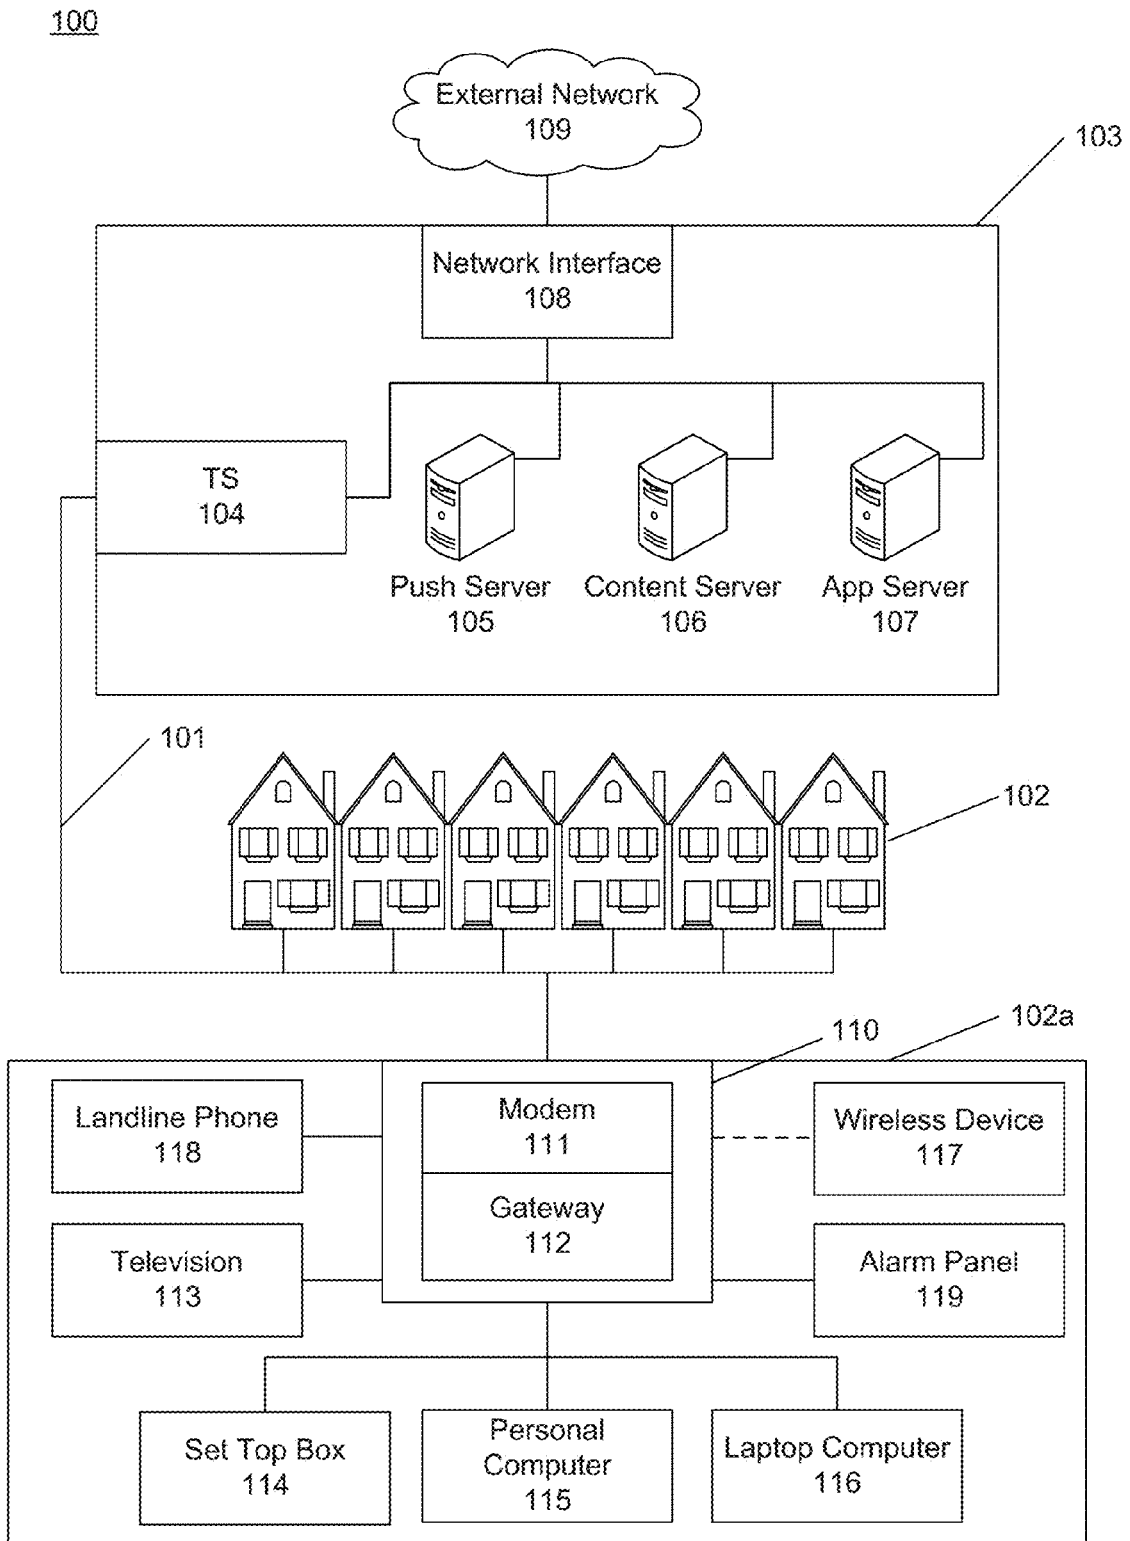 100
External Network
109
103
Network Interface
108
TS
104
Push Server
105
Content Server
106
App Server
107
101
102
102a
110
Landline Phone
118
Modem
111
Wireless Device
117
Gateway
112
Television
113
Alarm Panel
119
Set Top Box
114
Personal
Computer
115
Laptop Computer
116